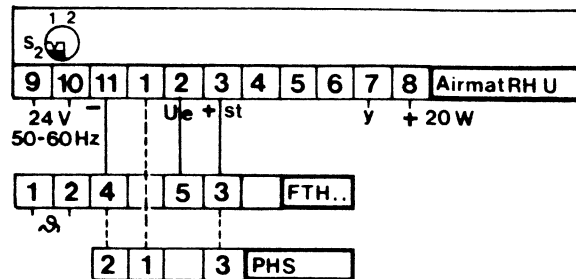 1 2
S2
9 10 11 1 2 3 4 5 6 7 8 Airmat RH U
24 V – Ue + st y + 20 W
50-60 Hz
1 2 4 5 3 FTH..
ϑ
2 1 3 PHS